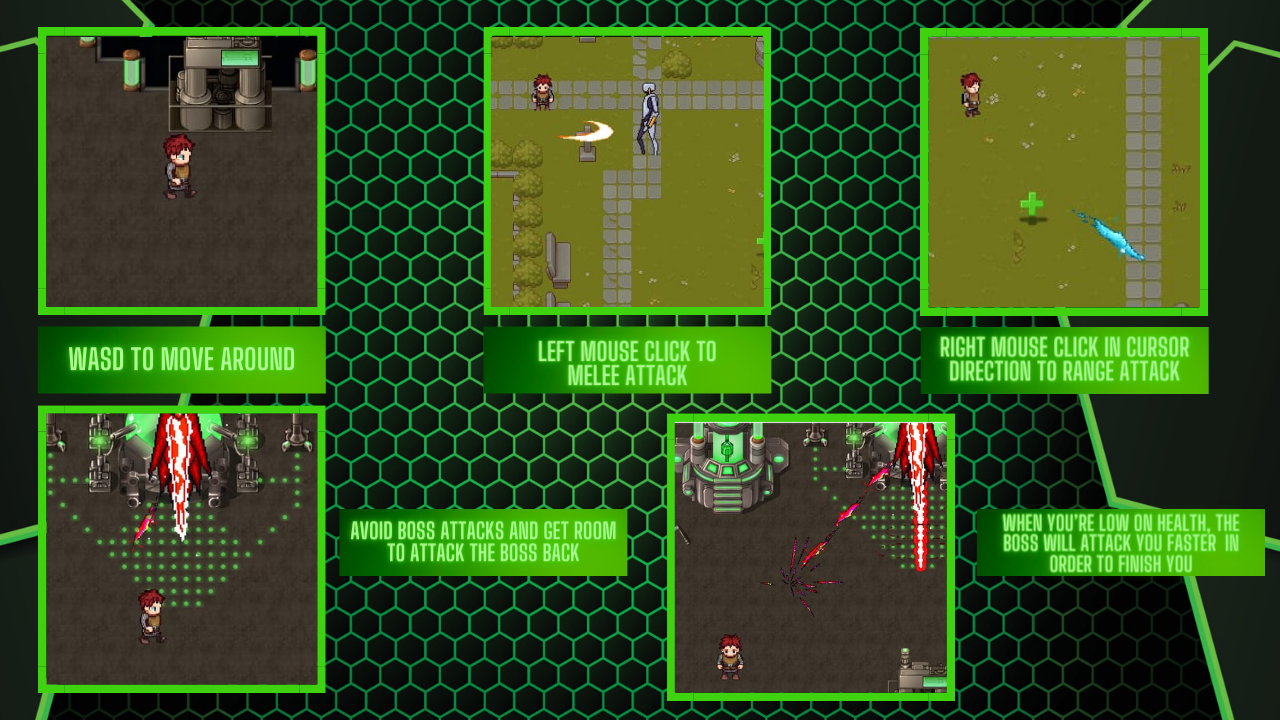 WASD TO MOVE AROUND
LEFT MOUSE CLICK TO
MELEE ATTACK
RIGHT MOUSE CLICK IN CURSOR
DIRECTION TO RANGE ATTACK
AVOID BOSS ATTACKS AND GET ROOM
TO ATTACK THE BOSS BACK
WHEN YOU'RE LOW ON HEALTH, THE
BOSS WILL ATTACK YOU FASTER IN
ORDER TO FINISH YOU